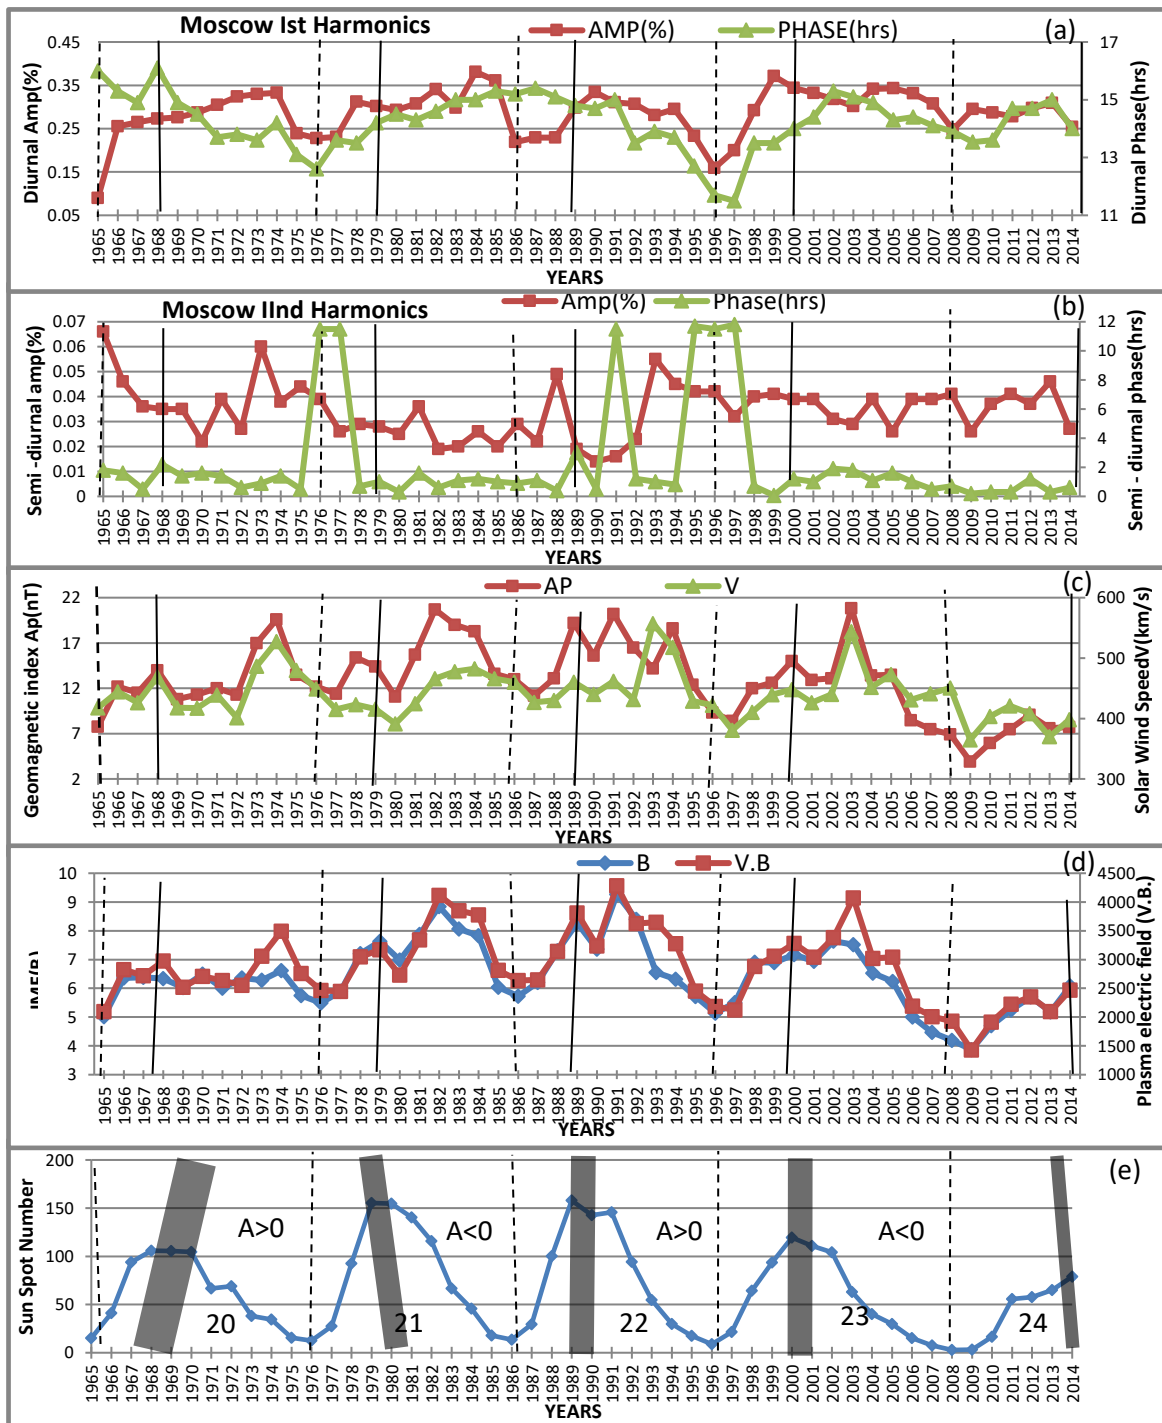 Moscow Ist Harmonics
AMP(%) PHASE(hrs)
(a)
Diurnal Amp(%)
0.45
0.35
0.25
0.15
0.05
17
15
13
11
Diurnal Phase(hrs)
1965 1966 1967 1968 1969 1970 1971 1972 1973 1974 1975 1976 1977 1978 1979 1980 1981 1982 1983 1984 1985 1986 1987 1988 1989 1990 1991 1992 1993 1994 1995 1996 1997 1998 1999 2000 2001 2002 2003 2004 2005 2006 2007 2008 2009 2010 2011 2012 2013 2014
YEARS
Moscow IInd Harmonics
Amp(%) Phase(hrs)
(b)
Semi -diurnal amp(%)
0.07
0.06
0.05
0.04
0.03
0.02
0.01
0
12
10
8
6
4
2
0
Semi - diurnal phase(hrs)
1965 1966 1967 1968 1969 1970 1971 1972 1973 1974 1975 1976 1977 1978 1979 1980 1981 1982 1983 1984 1985 1986 1987 1988 1989 1990 1991 1992 1993 1994 1995 1996 1997 1998 1999 2000 2001 2002 2003 2004 2005 2006 2007 2008 2009 2010 2011 2012 2013 2014
YEARS
AP V
(c)
Geomagnetic index Ap(nT)
22
17
12
7
2
600
500
400
300
Solar Wind SpeedV(km/s)
1965 1966 1967 1968 1969 1970 1971 1972 1973 1974 1975 1976 1977 1978 1979 1980 1981 1982 1983 1984 1985 1986 1987 1988 1989 1990 1991 1992 1993 1994 1995 1996 1997 1998 1999 2000 2001 2002 2003 2004 2005 2006 2007 2008 2009 2010 2011 2012 2013 2014
YEARS
B V.B
(d)
10
9
8
7
6
5
4
3
4500
4000
3500
3000
2500
2000
1500
1000
Plasma electric field (V.B.)
1965 1966 1967 1968 1969 1970 1971 1972 1973 1974 1975 1976 1977 1978 1979 1980 1981 1982 1983 1984 1985 1986 1987 1988 1989 1990 1991 1992 1993 1994 1995 1996 1997 1998 1999 2000 2001 2002 2003 2004 2005 2006 2007 2008 2009 2010 2011 2012 2013 2014
YEARS
(e)
Sun Spot Number
200
150
100
50
0
A>0 A<0 A>0 A<0
20 21 22 23 24
1965 1966 1967 1968 1969 1970 1971 1972 1973 1974 1975 1976 1977 1978 1979 1980 1981 1982 1983 1984 1985 1986 1987 1988 1989 1990 1991 1992 1993 1994 1995 1996 1997 1998 1999 2000 2001 2002 2003 2004 2005 2006 2007 2008 2009 2010 2011 2012 2013 2014
YEARS